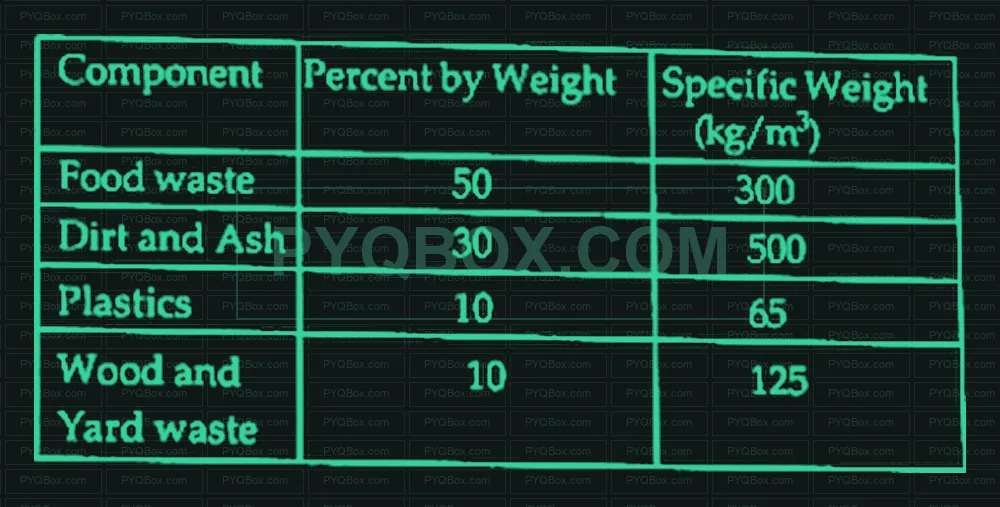 Component Percent by Weight Specific Weight
(kg/m³)
Food waste 50 300
Dirt and Ash 30 500
Plastics 10 65
Wood and 10 125
Yard waste
PYQBOX.COM